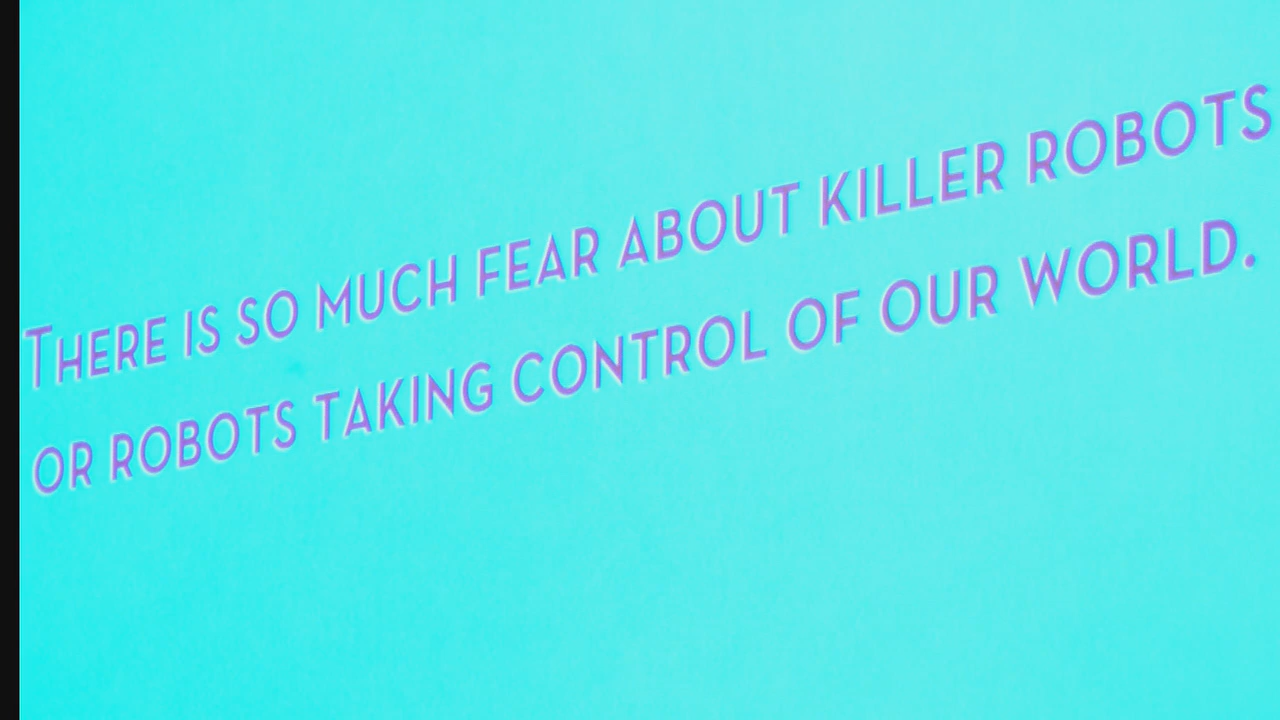 There is so much fear about killer robots
or robots taking control of our world.